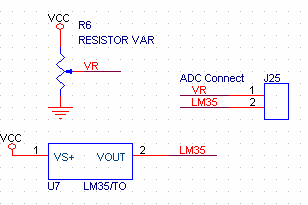 VCC
R6
RESISTOR VAR
VR
ADC Connect
J25
VR 1
LM35 2
VCC
1 VS+ VOUT 2 LM35
U7 LM35/TO